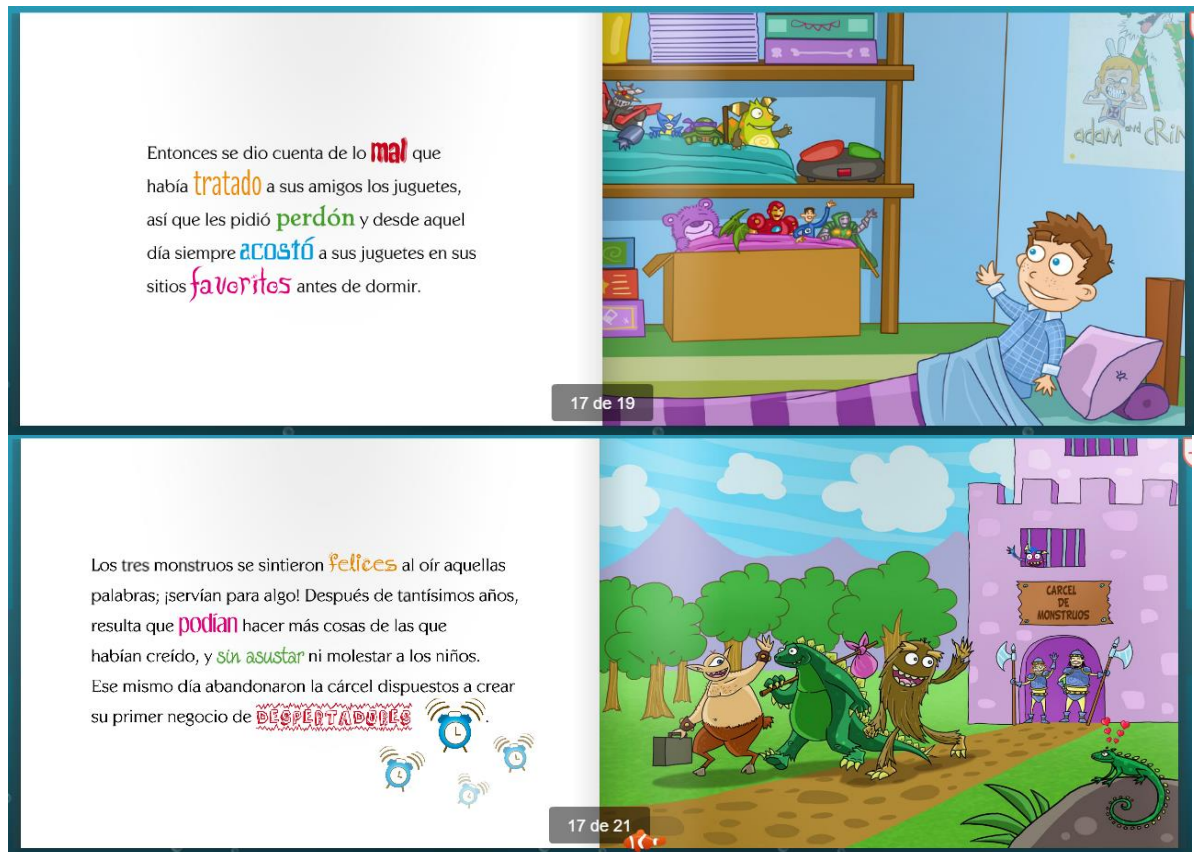 Entonces se dio cuenta de lo mal que
había tratado a sus amigos los juguetes,
así que les pidió perdón y desde aquel
día siempre acostó a sus juguetes en sus
sitios favoritos antes de dormir.
adam and cRIN
17 de 19
Los tres monstruos se sintieron felices al oír aquellas
palabras; ¡servían para algo! Después de tantísimos años,
resulta que podían hacer más cosas de las que
habían creído, y sin asustar ni molestar a los niños.
Ese mismo día abandonaron la cárcel dispuestos a crear
su primer negocio de DESPERTADORES .
CARCEL
DE
MONSTRUOS
17 de 21